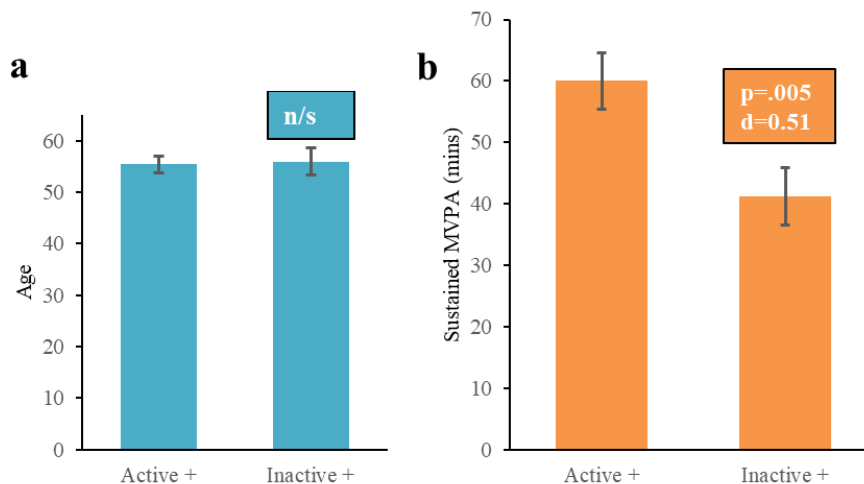 a
n/s
60
50
40
30
20
10
0
Age
Active +
Inactive +
b
p=.005
d=0.51
70
60
50
40
30
20
10
0
Sustained MVPA (mins)
Active +
Inactive +